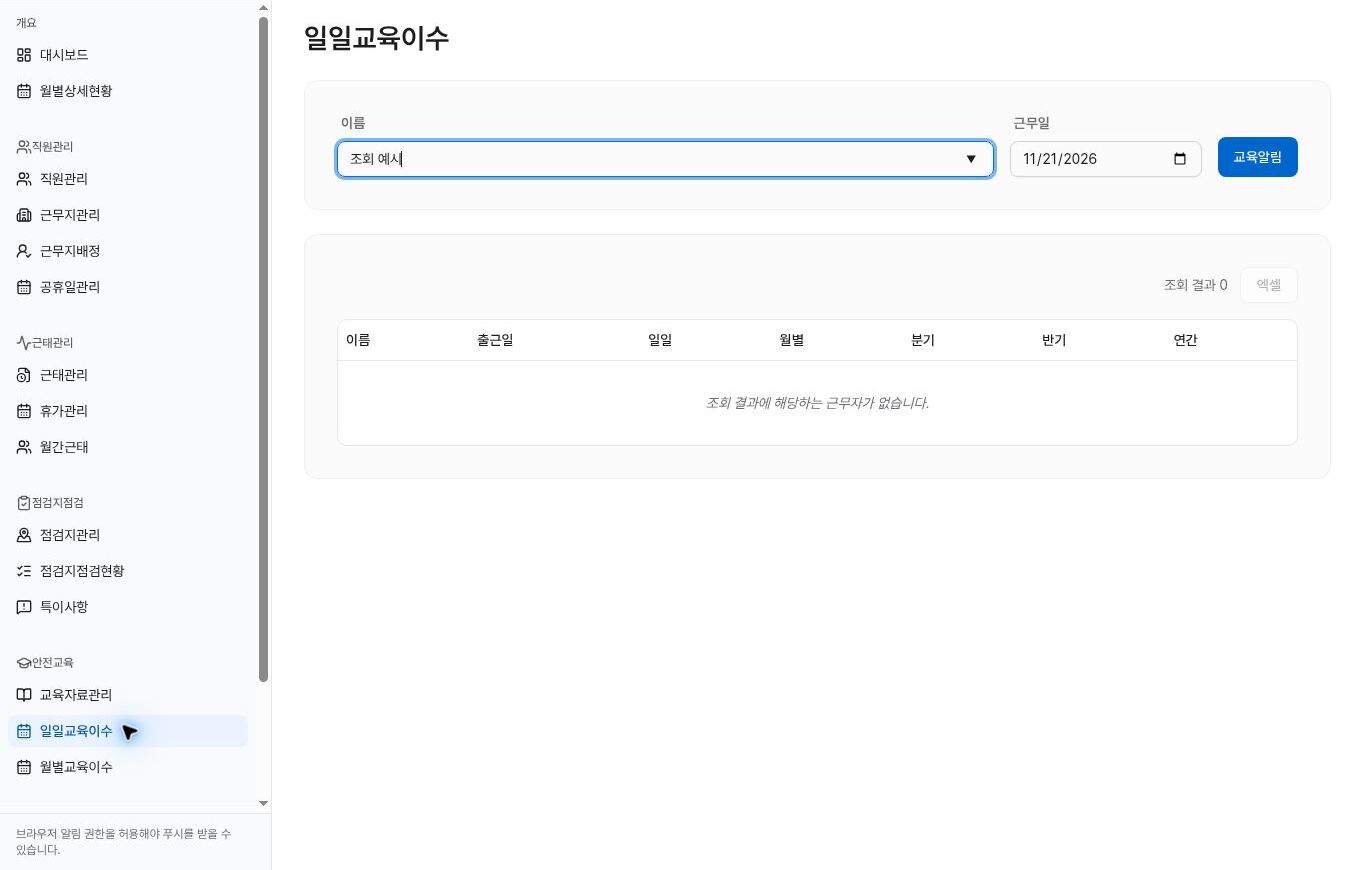 개요
대시보드
월별상세현황
직원관리
직원관리
근무지관리
근무지배정
공휴일관리
근태관리
근태관리
휴가관리
월간근태
점검지점검
점검지관리
점검지점검현황
특이사항
안전교육
교육자료관리
일일교육이수
월별교육이수
브라우저 알림 권한을 허용해야 푸시를 받을 수
있습니다.
일일교육이수
이름 근무일
조회 예시 11/21/2026 교육알림
조회 결과 0 엑셀
이름 출근일 일일 월별 분기 반기 연간
조회 결과에 해당하는 근무자가 없습니다.